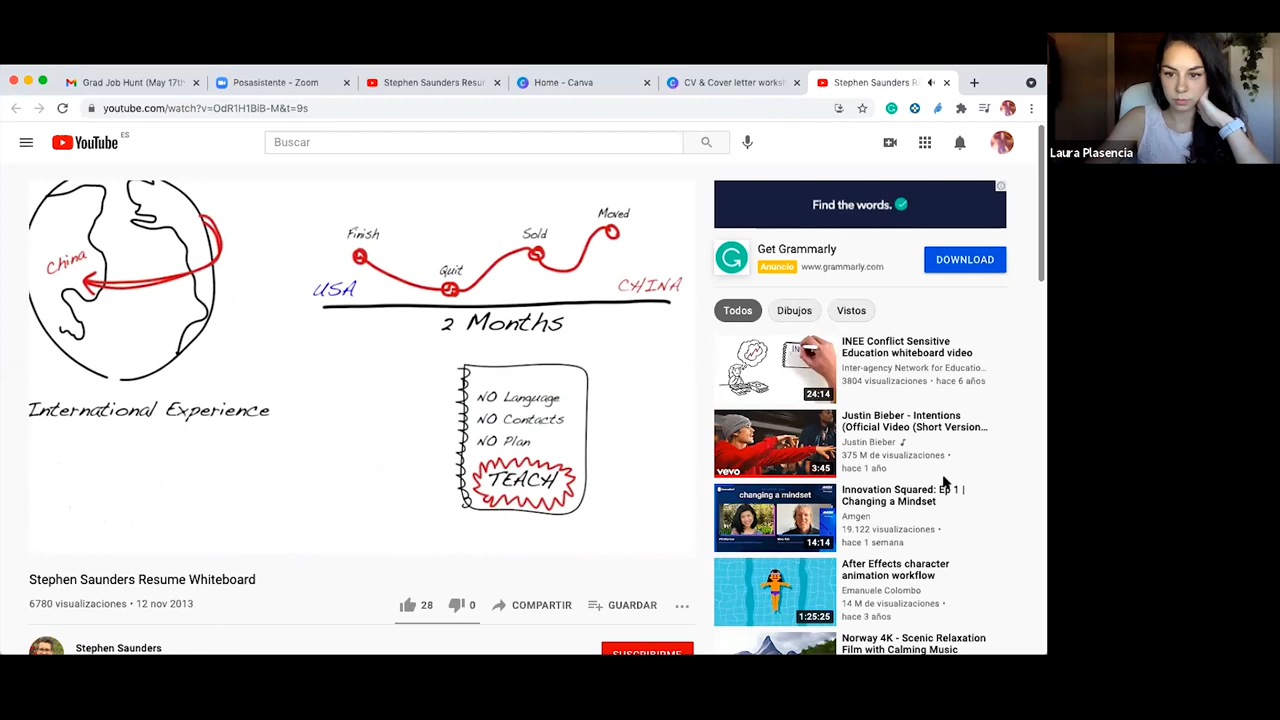 Grad Job Hunt (May 17th
Posasistente - Zoom
Stephen Saunders Resum
Home - Canva
CV & Cover letter worksh
Stephen Saunders Re
youtube.com/watch?v=OdR1H1BiB-M&t=9s
YouTube ES
Buscar
China
International Experience
Finish
Quit
Sold
Moved
USA
CHINA
2 Months
NO Language
NO Contacts
NO Plan
TEACH
Stephen Saunders Resume Whiteboard
6780 visualizaciones • 12 nov 2013
28
0
COMPARTIR
GUARDAR
Stephen Saunders
SUSCRIBIRME
Find the words.
Get Grammarly
Anuncio www.grammarly.com
DOWNLOAD
Todos
Dibujos
Vistos
24:14
INEE Conflict Sensitive
Education whiteboard video
Inter-agency Network for Educatio...
3804 visualizaciones • hace 6 años
vevo
3:45
Justin Bieber - Intentions
(Official Video (Short Version...
Justin Bieber
375 M de visualizaciones •
hace 1 año
changing a mindset
14:14
Innovation Squared: Ep 1 |
Changing a Mindset
Amgen
19.122 visualizaciones •
hace 1 semana
1:25:25
After Effects character
animation workflow
Emanuele Colombo
14 M de visualizaciones •
hace 3 años
Norway 4K - Scenic Relaxation
Film with Calming Music
Laura Plasencia